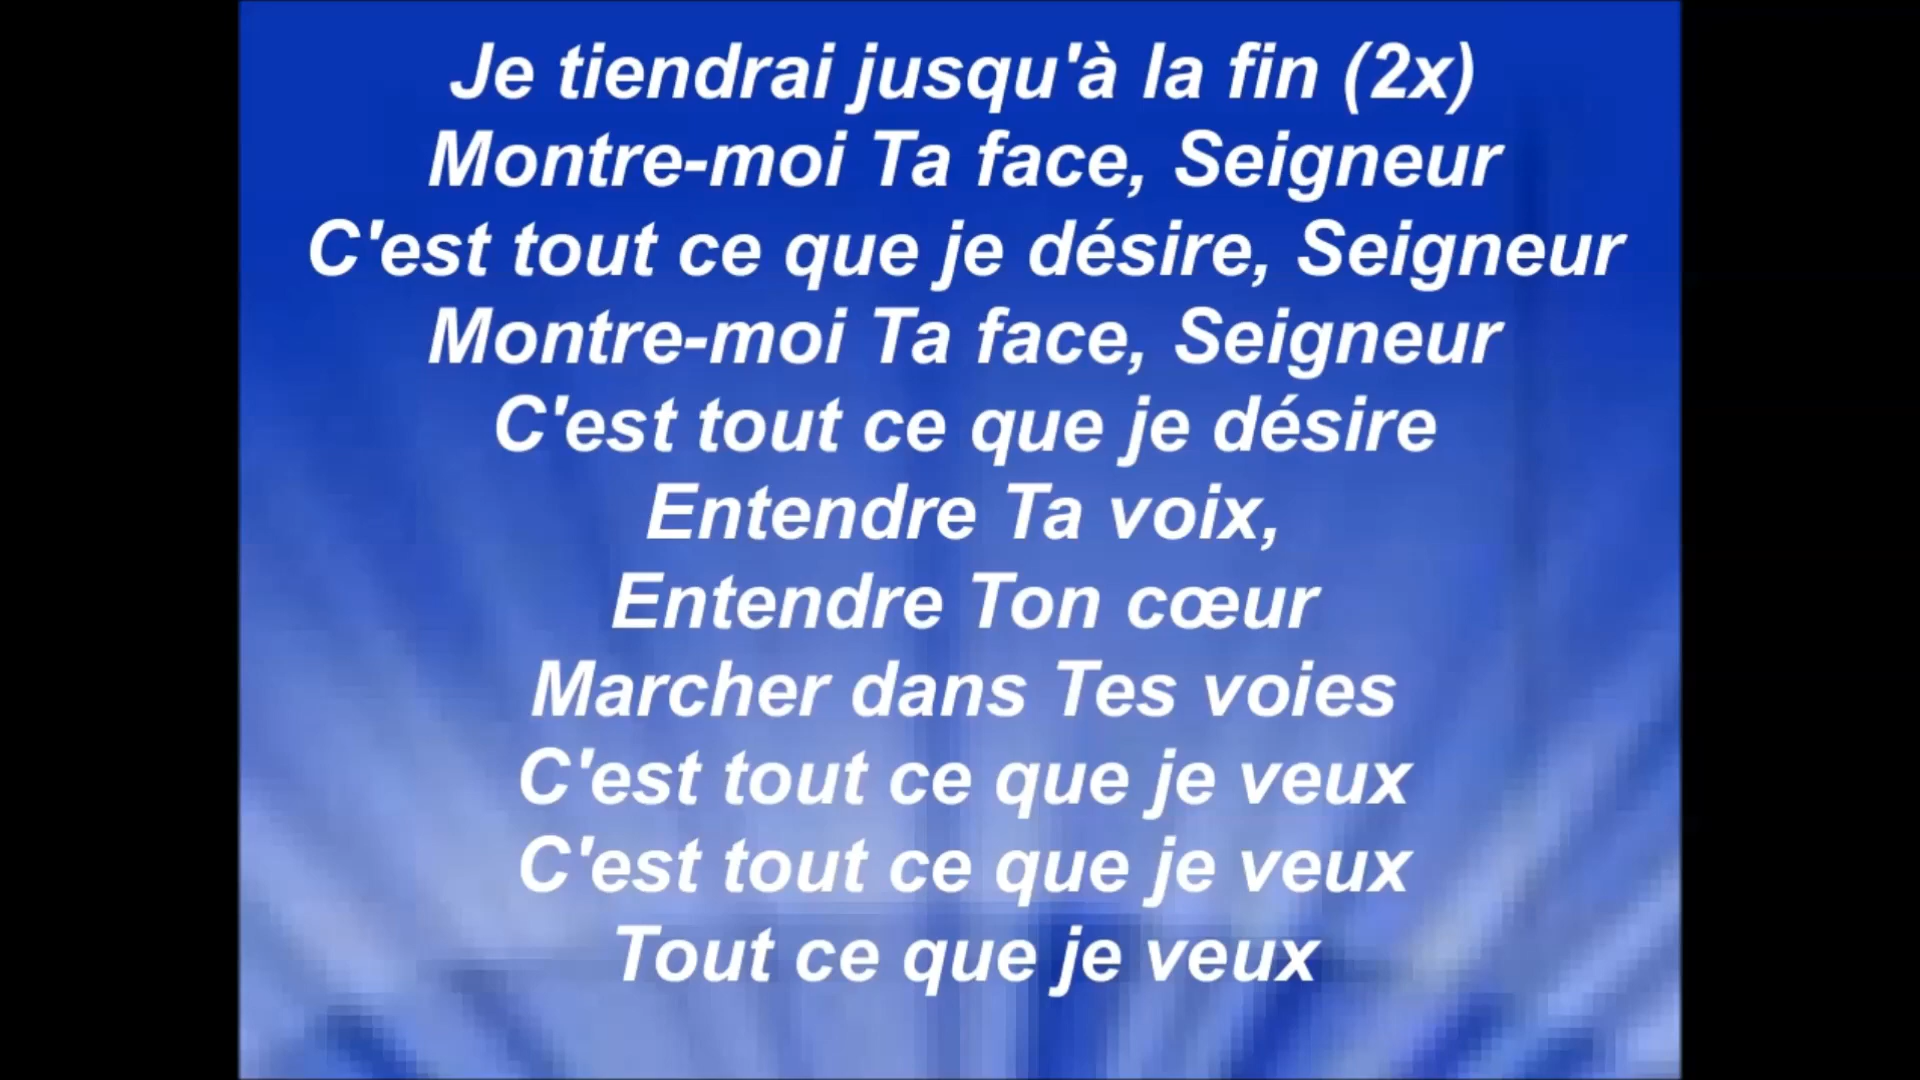 Je tiendrai jusqu'à la fin (2x)
Montre-moi Ta face, Seigneur
C'est tout ce que je désire, Seigneur
Montre-moi Ta face, Seigneur
C'est tout ce que je désire
Entendre Ta voix,
Entendre Ton cœur
Marcher dans Tes voies
C'est tout ce que je veux
C'est tout ce que je veux
Tout ce que je veux